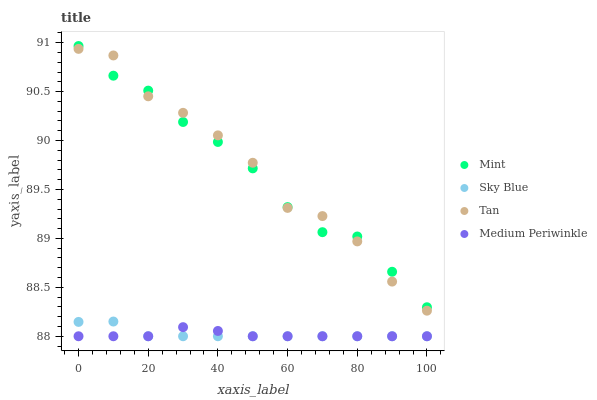 title
yaxis_label
91
90.5
90
89.5
89
88.5
88
0
20
40
60
80
100
xaxis_label
Mint
Sky Blue
Tan
Medium Periwinkle